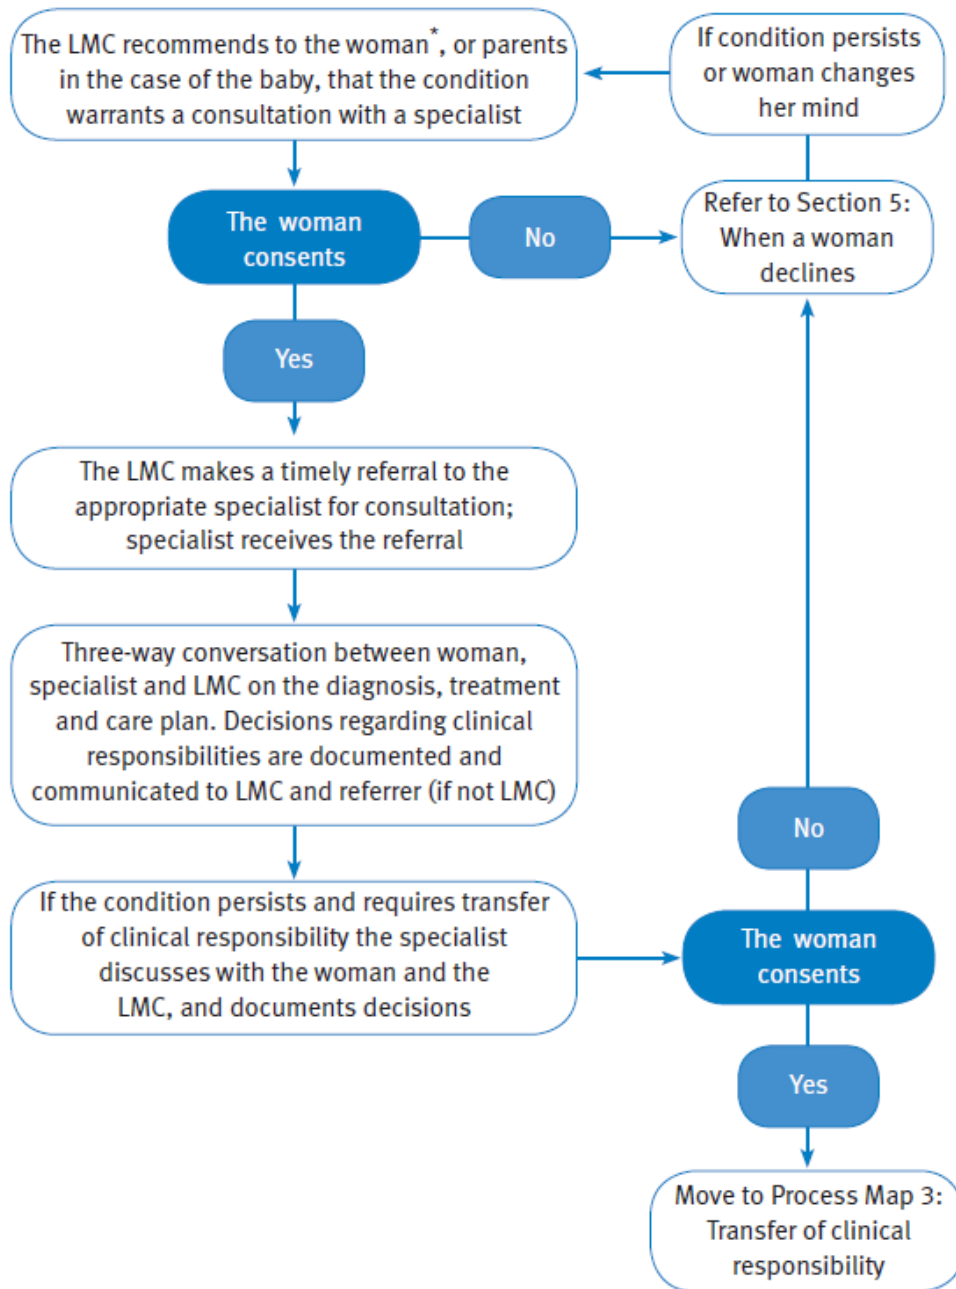 The LMC recommends to the woman*, or parents
in the case of the baby, that the condition
warrants a consultation with a specialist
If condition persists
or woman changes
her mind
The woman
consents
No
Refer to Section 5:
When a woman
declines
Yes
The LMC makes a timely referral to the
appropriate specialist for consultation;
specialist receives the referral
Three-way conversation between woman,
specialist and LMC on the diagnosis, treatment
and care plan. Decisions regarding clinical
responsibilities are documented and
communicated to LMC and referrer (if not LMC)
If the condition persists and requires transfer
of clinical responsibility the specialist
discusses with the woman and the
LMC, and documents decisions
No
The woman
consents
Yes
Move to Process Map 3:
Transfer of clinical
responsibility